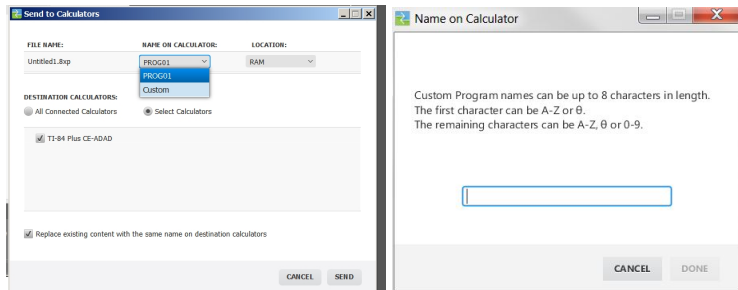 Send to Calculators
FILE NAME: NAME ON CALCULATOR: LOCATION:
Untitled1.8xp PROG01 RAM
PROG01
Custom
DESTINATION CALCULATORS:
All Connected Calculators Select Calculators
TI-84 Plus CE-ADAD
Replace existing content with the same name on destination calculators
CANCEL SEND
Name on Calculator
Custom Program names can be up to 8 characters in length.
The first character can be A-Z or θ.
The remaining characters can be A-Z, θ or 0-9.
CANCEL DONE